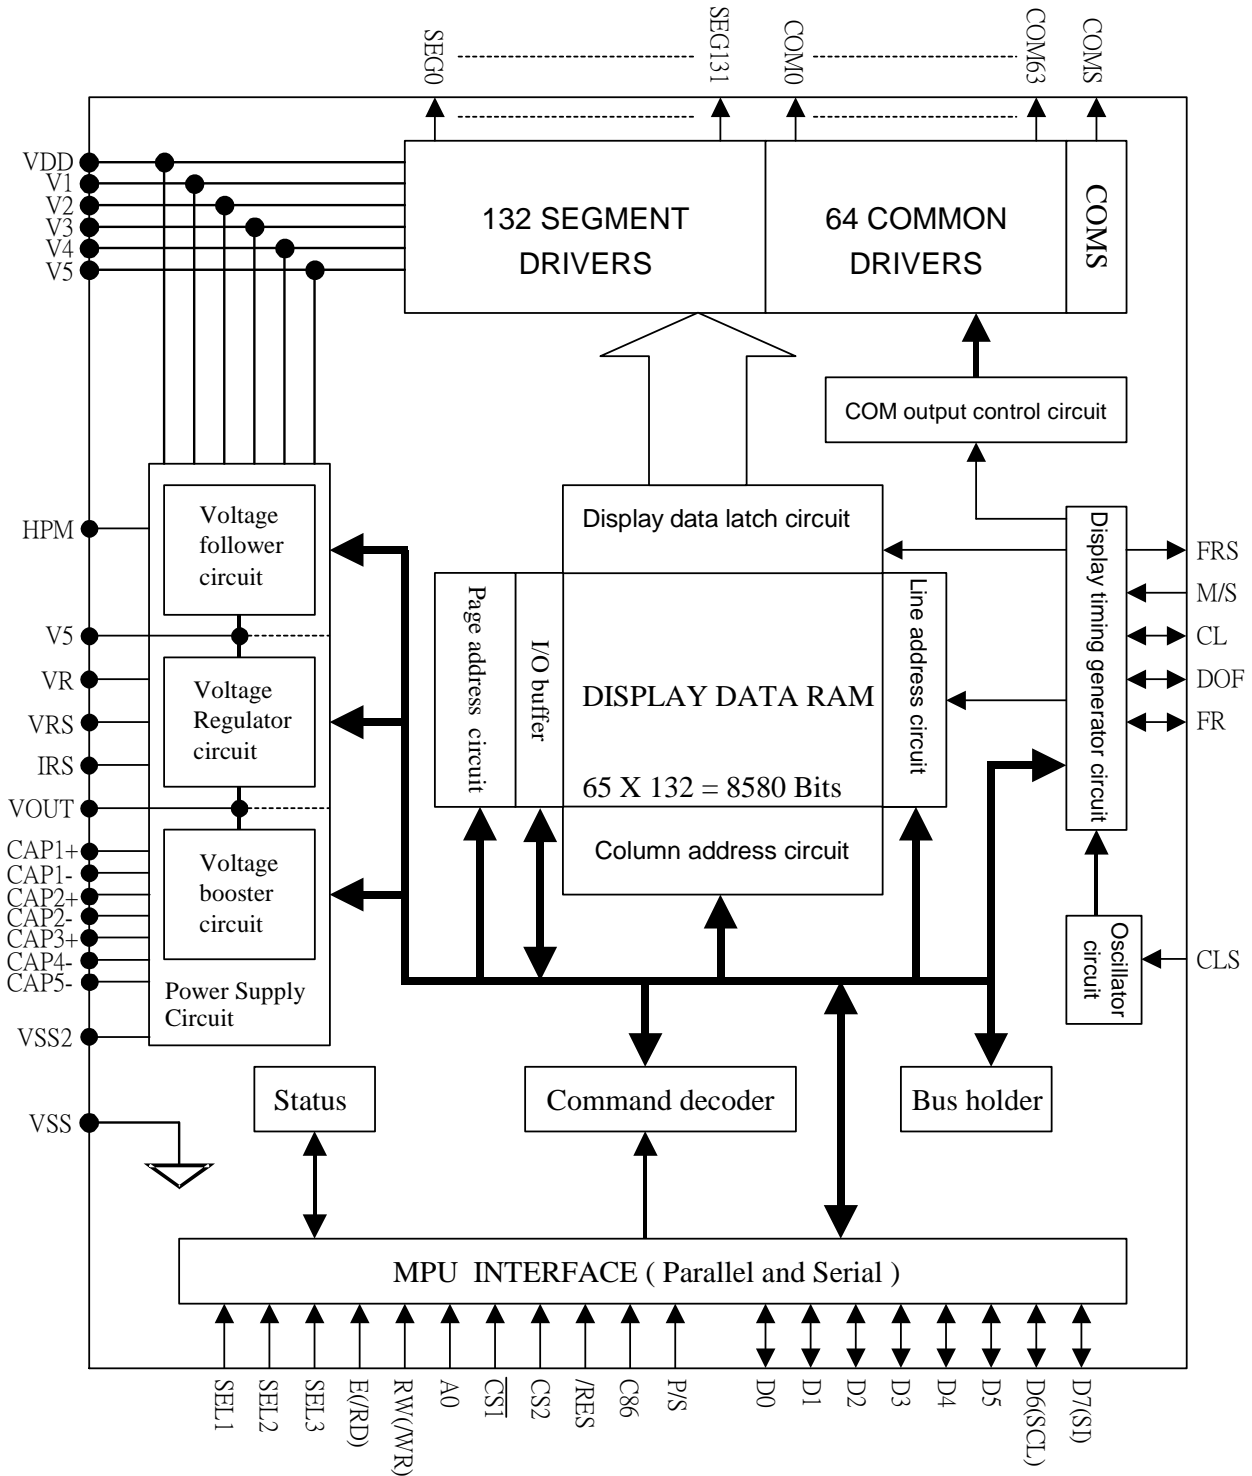 SEG0
SEG131
COM0
COM63
COMS
VDD
V1
V2
V3
V4
V5
132 SEGMENT
DRIVERS
64 COMMON
DRIVERS
COMS
COM output control circuit
HPM
V5
VR
VRS
IRS
VOUT
CAP1+
CAP1-
CAP2+
CAP2-
CAP3+
CAP4-
CAP5-
VSS2
VSS
Voltage
follower
circuit
Voltage
Regulator
circuit
Voltage
booster
circuit
Power Supply
Circuit
Display data latch circuit
Page address circuit
I/O buffer
DISPLAY DATA RAM
65 X 132 = 8580 Bits
Line address circuit
Column address circuit
Display timing generator circuit
FRS
M/S
CL
DOF
FR
Oscillator
circuit
CLS
Status
Command decoder
Bus holder
MPU INTERFACE ( Parallel and Serial )
SEL1
SEL2
SEL3
E(/RD)
RW(/WR)
A0
CS1
CS2
/RES
C86
P/S
D0
D1
D2
D3
D4
D5
D6(SCL)
D7(SI)